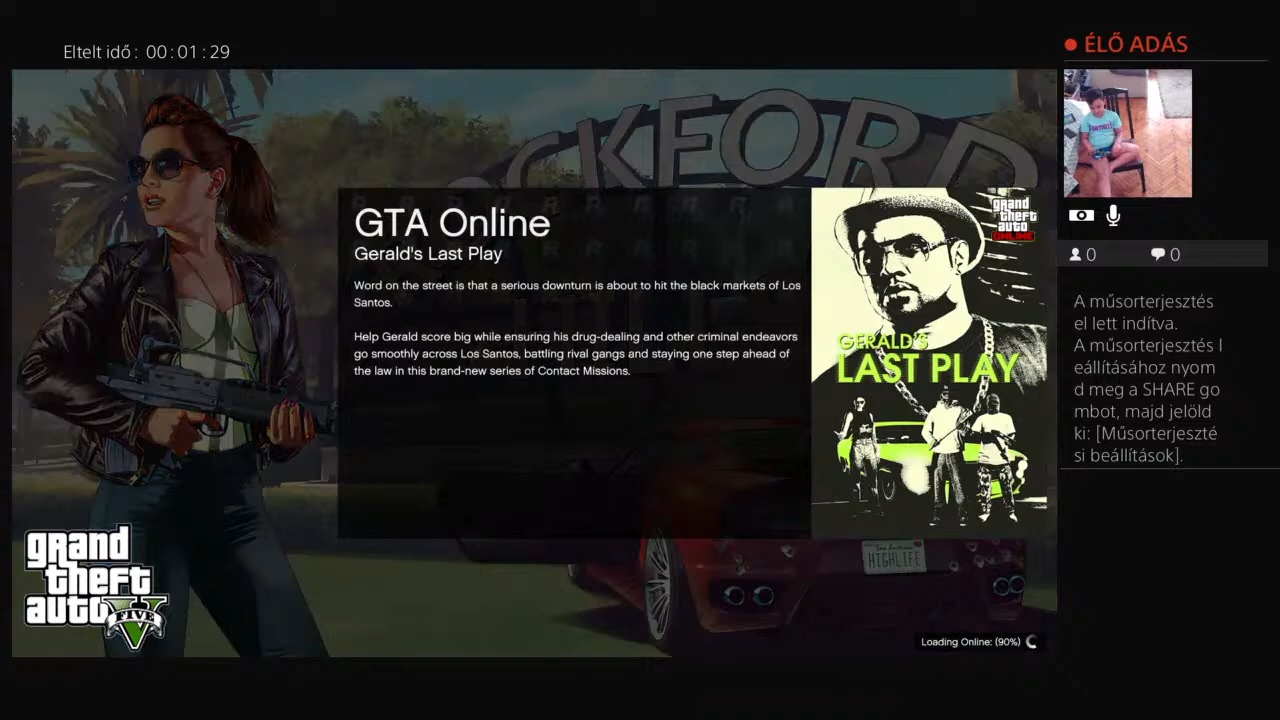 Eltelt idő: 00:01:29
ÉLŐ ADÁS
CKFORD
GTA Online
Gerald's Last Play
Word on the street is that a serious downturn is about to hit the black markets of Los
Santos.
Help Gerald score big while ensuring his drug-dealing and other criminal endeavors
go smoothly across Los Santos, battling rival gangs and staying one step ahead of
the law in this brand-new series of Contact Missions.
grand
theft
auto
ONLINE
GERALD'S
LAST PLAY
0
0
A műsorterjesztés
el lett indítva.
A műsorterjesztés l
eállításához nyom
d meg a SHARE go
mbot, majd jelöld
ki: [Műsorterjeszté
si beállítások].
grand
theft
auto
V
FIVE
San Andreas
HIGHLIFE
Loading Online: (90%)